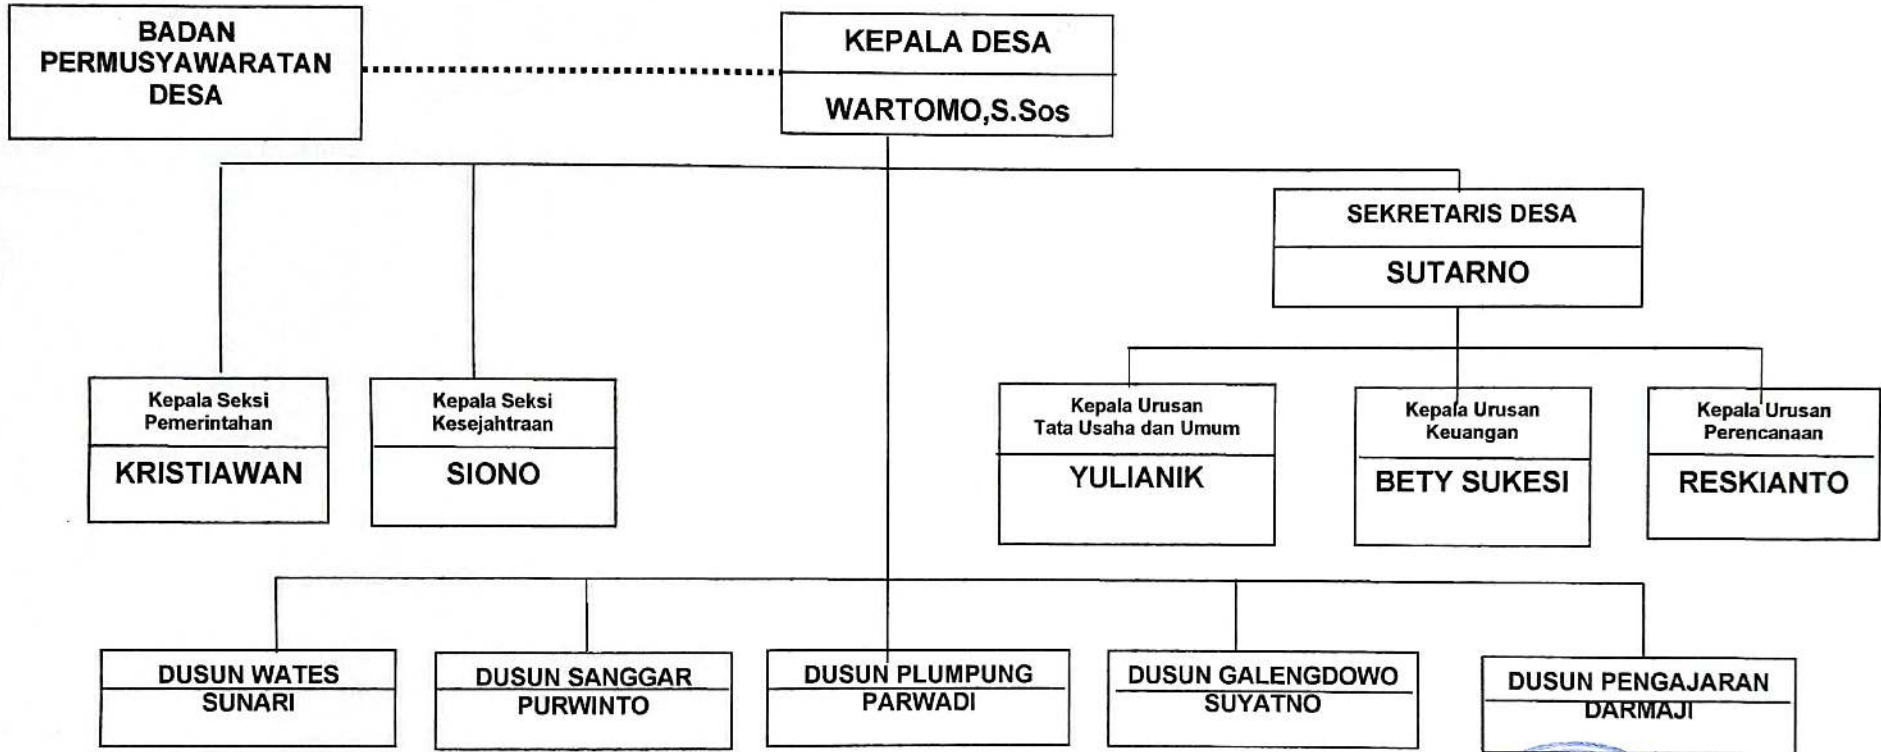 BADAN
PERMUSYAWARATAN
DESA
KEPALA DESA
WARTOMO,S.Sos
SEKRETARIS DESA
SUTARNO
Kepala Seksi
Pemerintahan
KRISTIAWAN
Kepala Seksi
Kesejahtraan
SIONO
Kepala Urusan
Tata Usaha dan Umum
YULIANIK
Kepala Urusan
Keuangan
BETY SUKESI
Kepala Urusan
Perencanaan
RESKIANTO
DUSUN WATES
SUNARI
DUSUN SANGGAR
PURWINTO
DUSUN PLUMPUNG
PARWADI
DUSUN GALENGDOWO
SUYATNO
DUSUN PENGAJARAN
DARMAJI